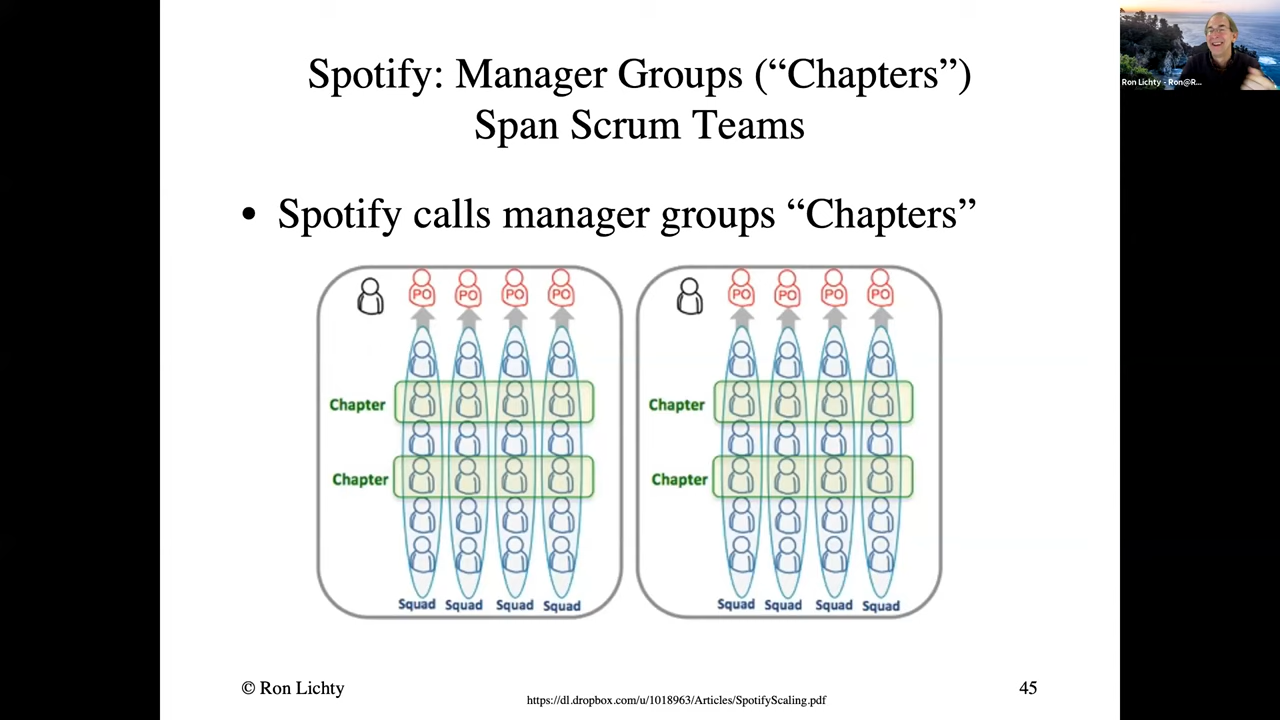 Spotify: Manager Groups (“Chapters”)
Span Scrum Teams
Ron Lichty - Ron@R...
• Spotify calls manager groups “Chapters”
PO PO PO PO
Chapter
Chapter
Squad Squad Squad Squad
PO PO PO PO
Chapter
Chapter
Squad Squad Squad Squad
© Ron Lichty
https://dl.dropbox.com/u/1018963/Articles/SpotifyScaling.pdf
45